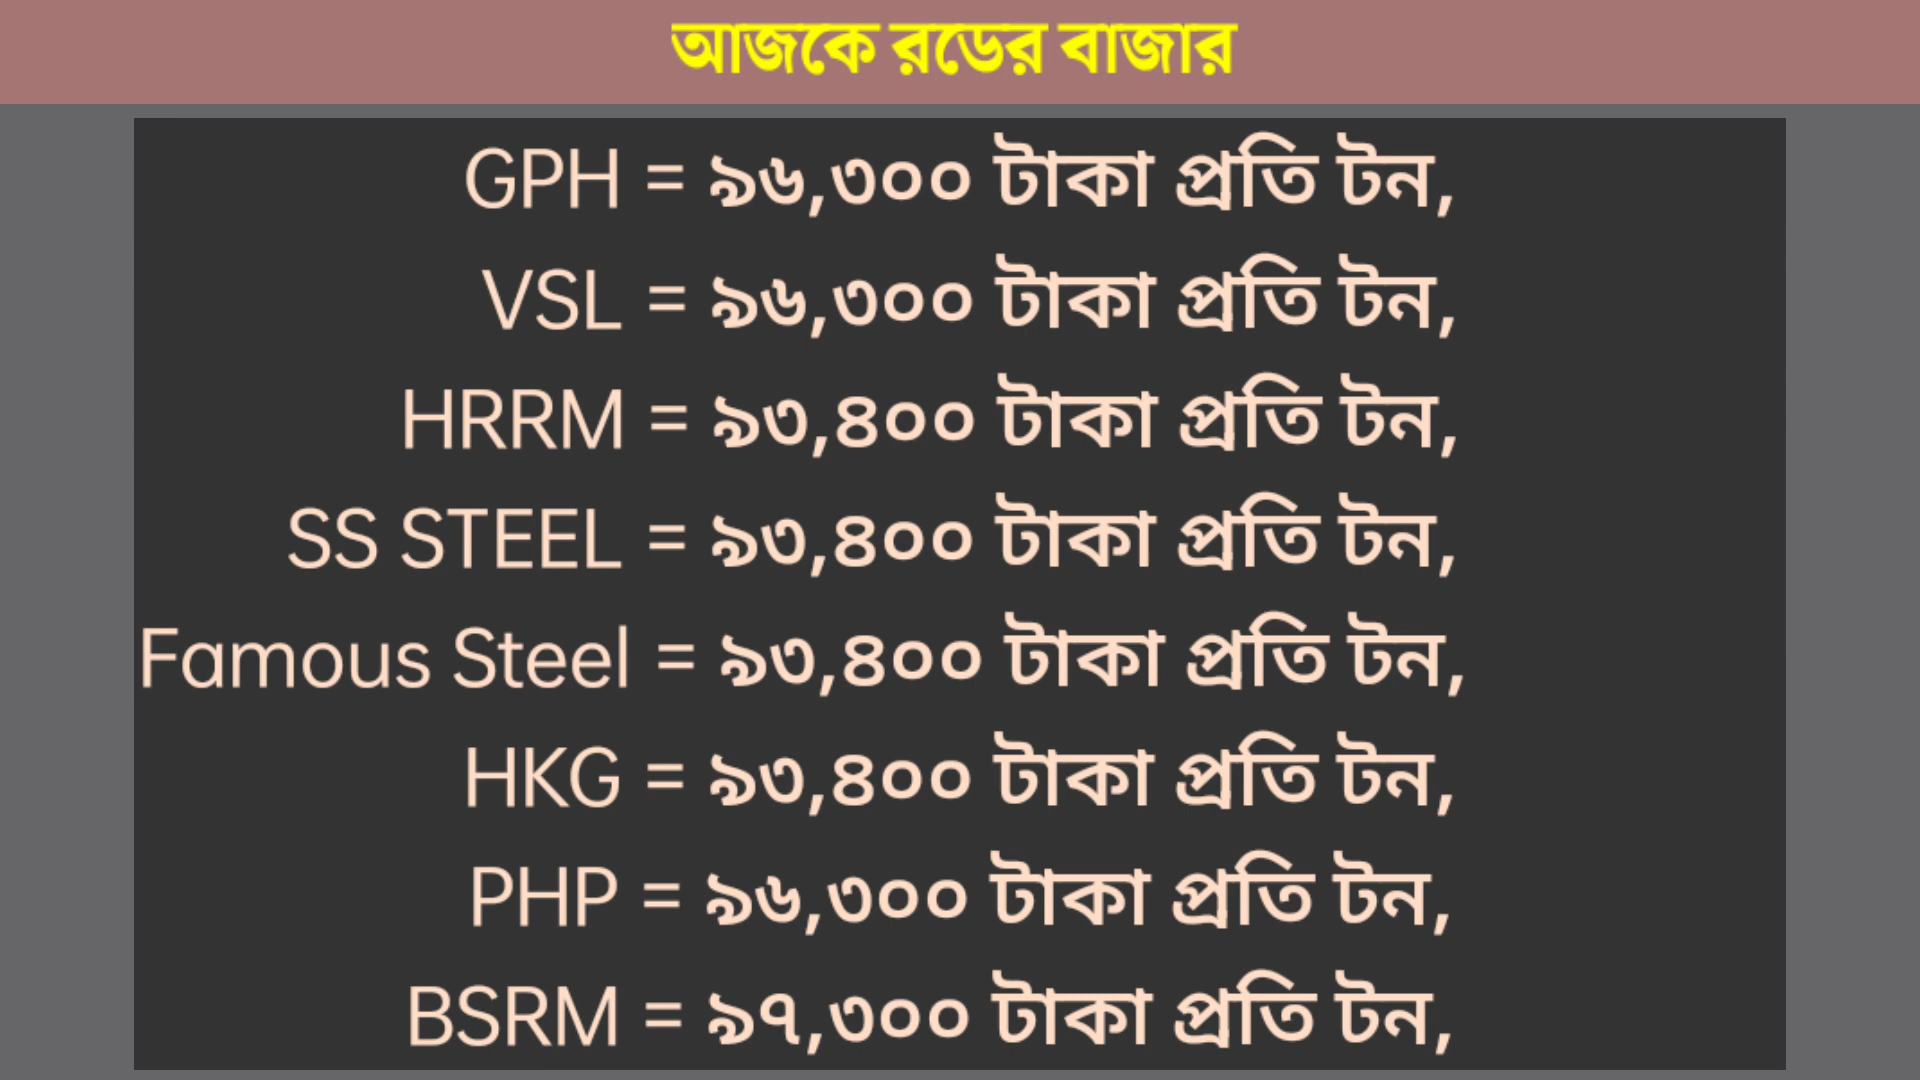 আজকে রডের বাজার
GPH = ৯৬,৩০০ টাকা প্রতি টন,
VSL = ৯৬,৩০০ টাকা প্রতি টন,
HRRM = ৯৩,৪০০ টাকা প্রতি টন,
SS STEEL = ৯৩,৪০০ টাকা প্রতি টন,
Famous Steel = ৯৩,৪০০ টাকা প্রতি টন,
HKG = ৯৩,৪০০ টাকা প্রতি টন,
PHP = ৯৬,৩০০ টাকা প্রতি টন,
BSRM = ৯৭,৩০০ টাকা প্রতি টন,